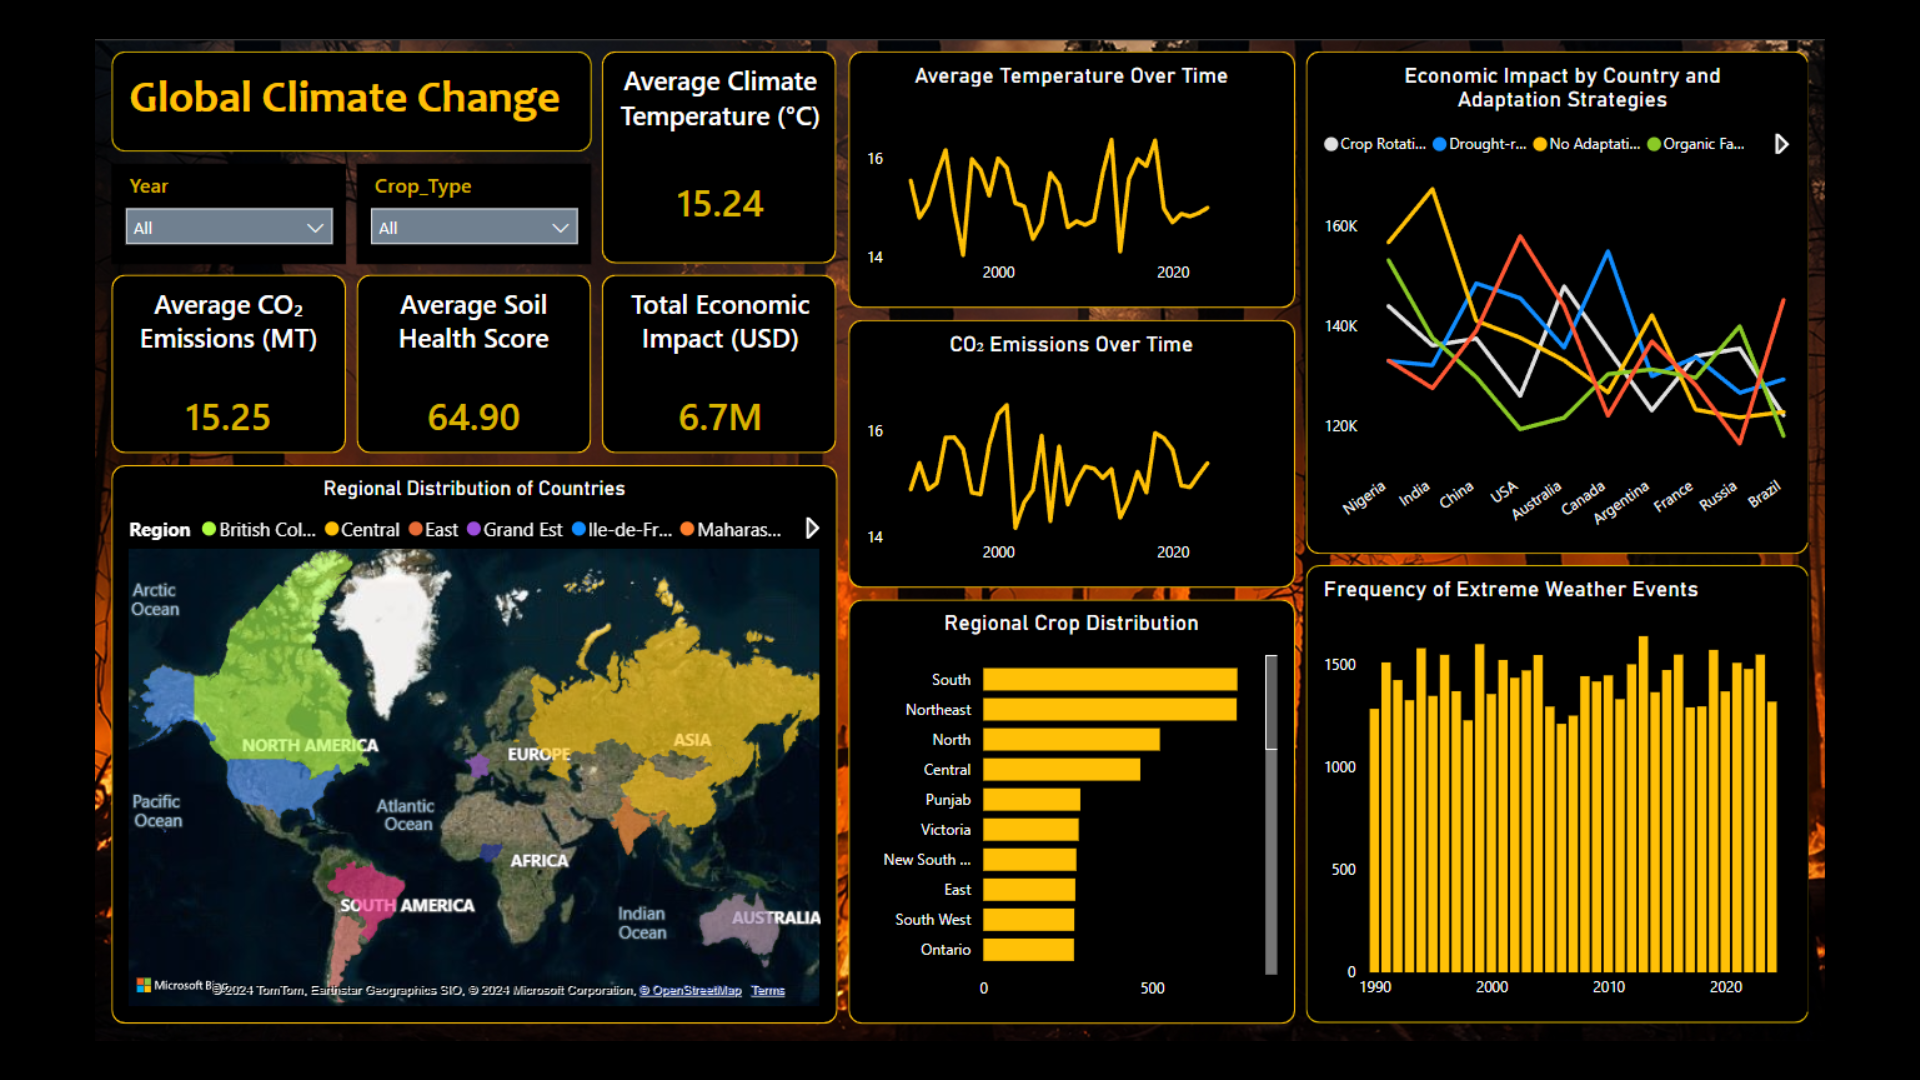 Global Climate Change
Year
All
Crop_Type
All
Average Climate
Temperature (°C)
15.24
Average CO₂
Emissions (MT)
15.25
Average Soil
Health Score
64.90
Total Economic
Impact (USD)
6.7M
Regional Distribution of Countries
Region British Col... Central East Grand Est Ile-de-Fr... Maharas...
Arctic
Ocean
NORTH AMERICA
EUROPE
ASIA
Pacific
Ocean
Atlantic
Ocean
AFRICA
SOUTH AMERICA
Indian
Ocean
AUSTRALIA
Microsoft Bing
© 2024 TomTom, Earthstar Geographics SIO, © 2024 Microsoft Corporation, © OpenStreetMap Terms
Average Temperature Over Time
16
14
2000
2020
CO₂ Emissions Over Time
16
14
2000
2020
Regional Crop Distribution
South
Northeast
North
Central
Punjab
Victoria
New South ...
East
South West
Ontario
0
500
Economic Impact by Country and
Adaptation Strategies
Crop Rotati... Drought-r... No Adaptati... Organic Fa...
160K
140K
120K
Nigeria
India
China
USA
Australia
Canada
Argentina
France
Russia
Brazil
Frequency of Extreme Weather Events
1500
1000
500
0
1990
2000
2010
2020